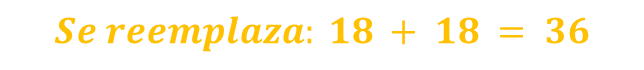 Se reemplaza: 18 + 18 = 36